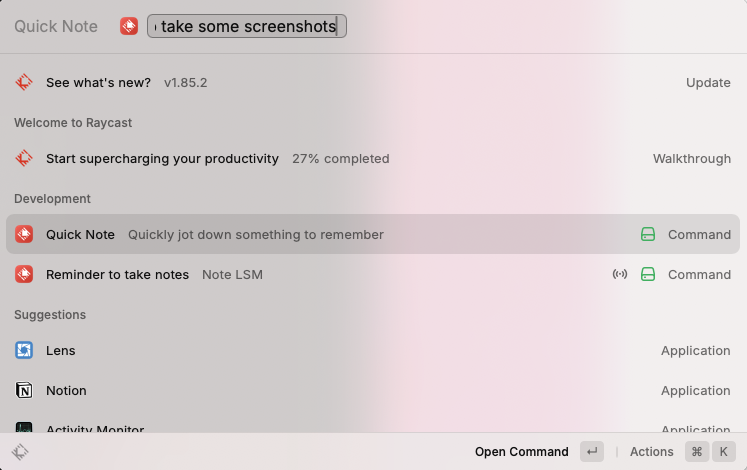 Quick Note take some screenshots
See what's new? v1.85.2 Update
Welcome to Raycast
Start supercharging your productivity 27% completed Walkthrough
Development
Quick Note Quickly jot down something to remember Command
Reminder to take notes Note LSM Command
Suggestions
Lens Application
Notion Application
Activity Monitor Application
Open Command ↵ Actions ⌘ K